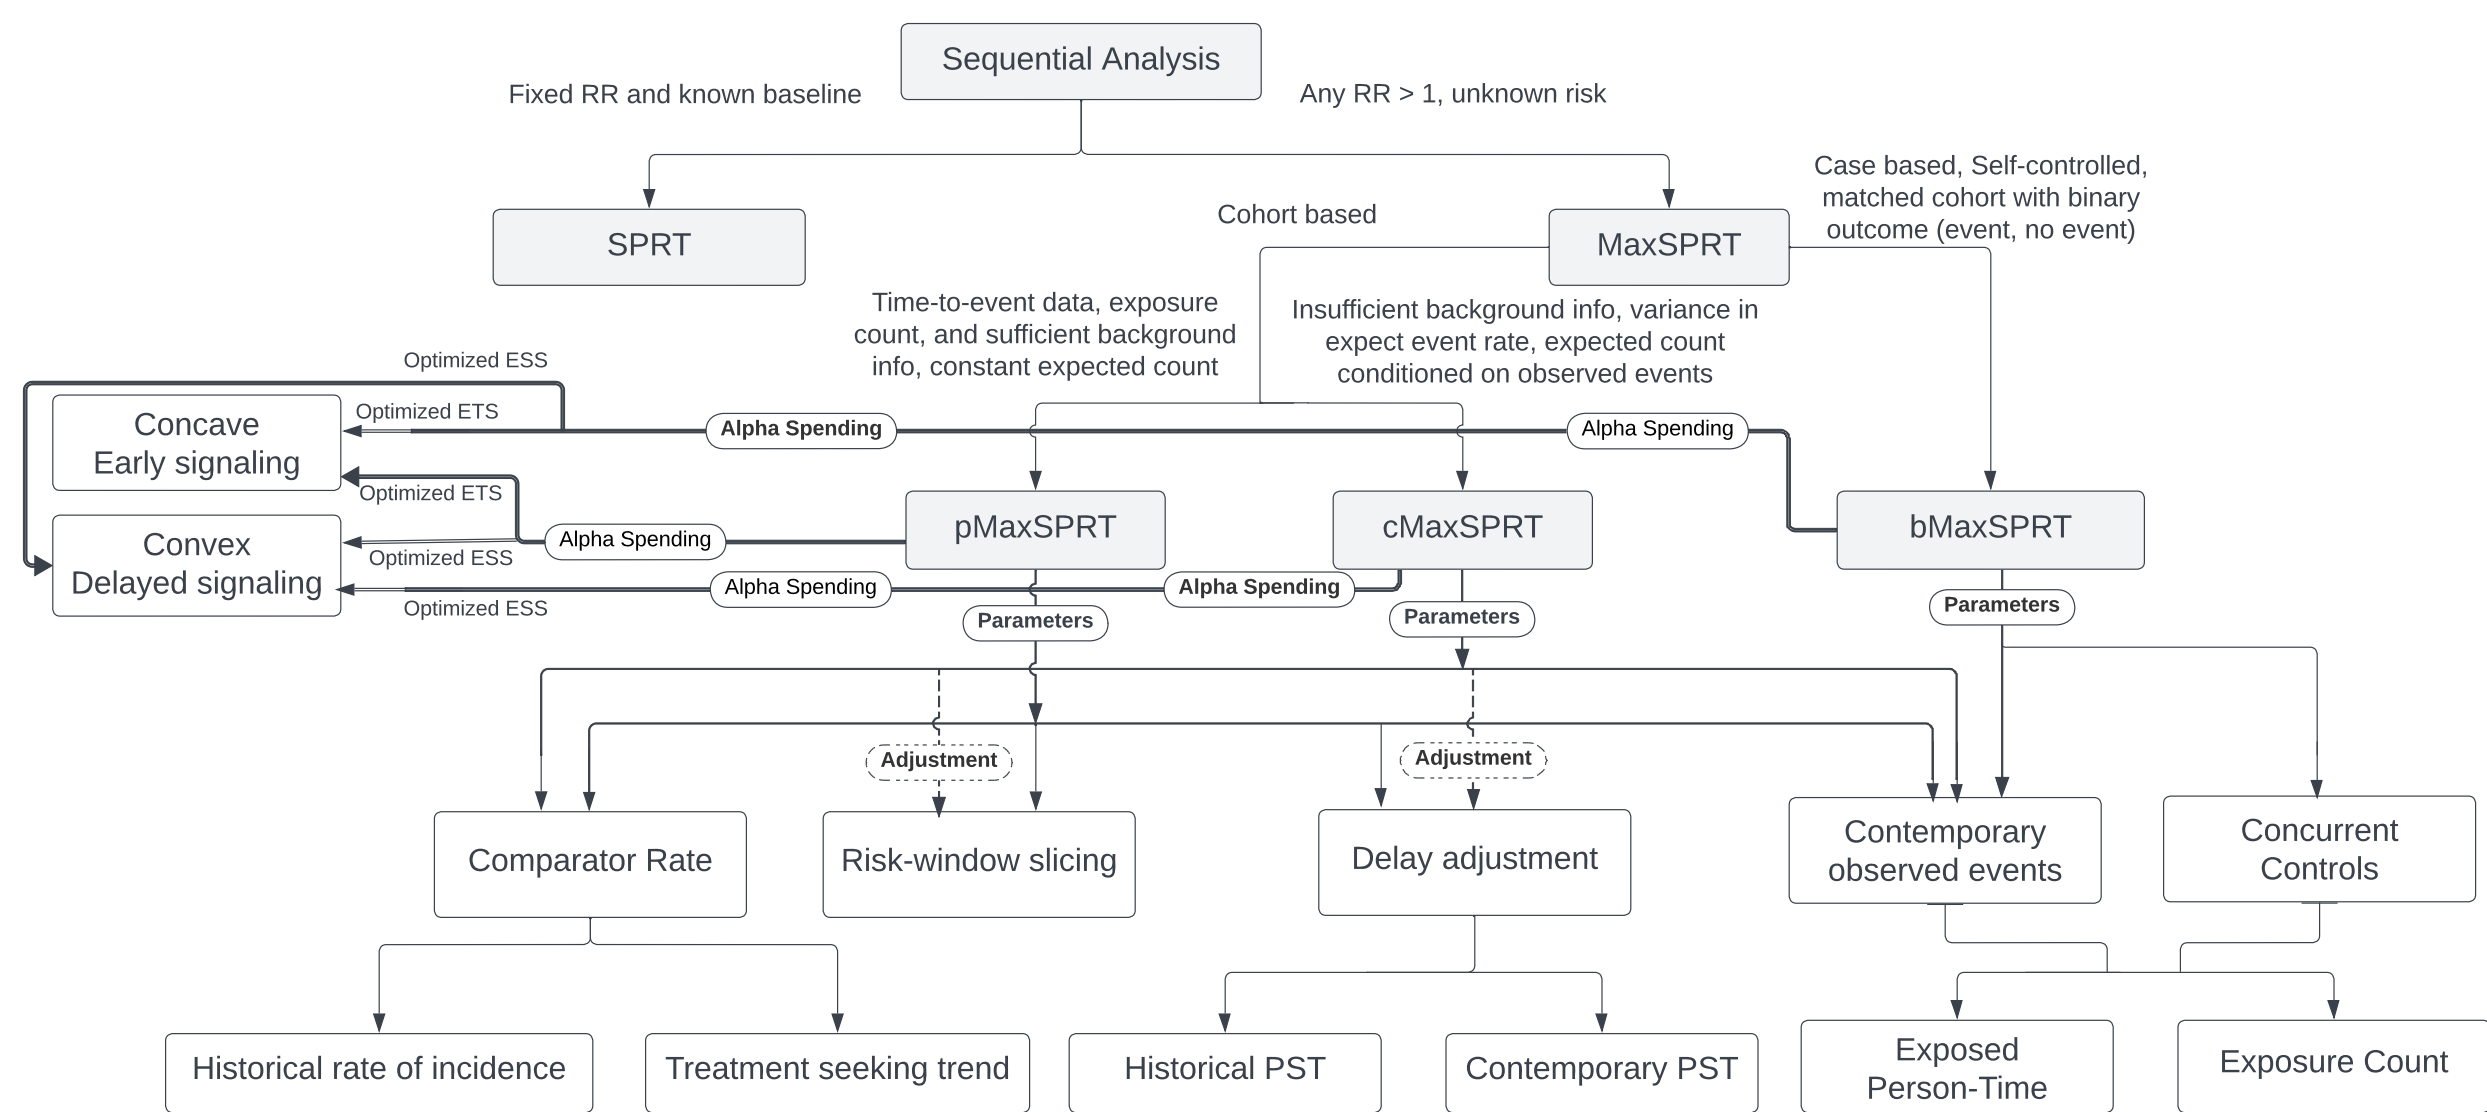 Sequential Analysis
Fixed RR and known baseline
Any RR > 1, unknown risk
Case based, Self-controlled,
matched cohort with binary
outcome (event, no event)
Cohort based
SPRT
MaxSPRT
Time-to-event data, exposure
count, and sufficient background
info, constant expected count
Insufficient background info, variance in
expect event rate, expected count
conditioned on observed events
Optimized ESS
Optimized ETS
Concave
Early signaling
Alpha Spending
Alpha Spending
Optimized ETS
Convex
Delayed signaling
Alpha Spending
pMaxSPRT
cMaxSPRT
bMaxSPRT
Optimized ESS
Alpha Spending
Alpha Spending
Optimized ESS
Parameters
Parameters
Parameters
Adjustment
Adjustment
Comparator Rate
Risk-window slicing
Delay adjustment
Contemporary
observed events
Concurrent
Controls
Historical rate of incidence
Treatment seeking trend
Historical PST
Contemporary PST
Exposed
Person-Time
Exposure Count